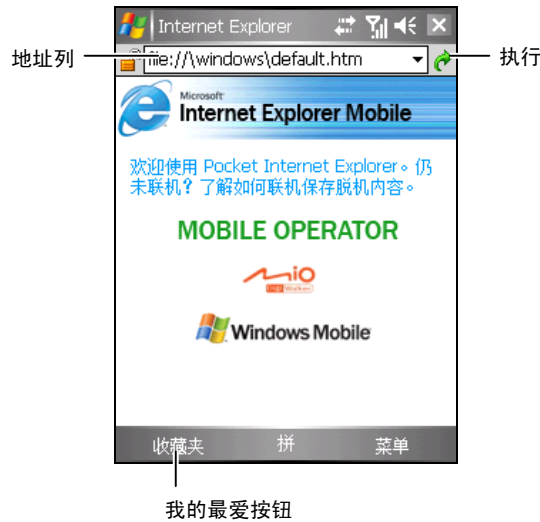 Internet Explorer
地址列
file://\windows\default.htm
执行
Microsoft
Internet Explorer Mobile
欢迎使用 Pocket Internet Explorer。仍
未联机？了解如何联机保存脱机内容。
MOBILE OPERATOR
mio
DigiWalker
Windows Mobile
收藏夹 拼 菜单
我的最爱按钮